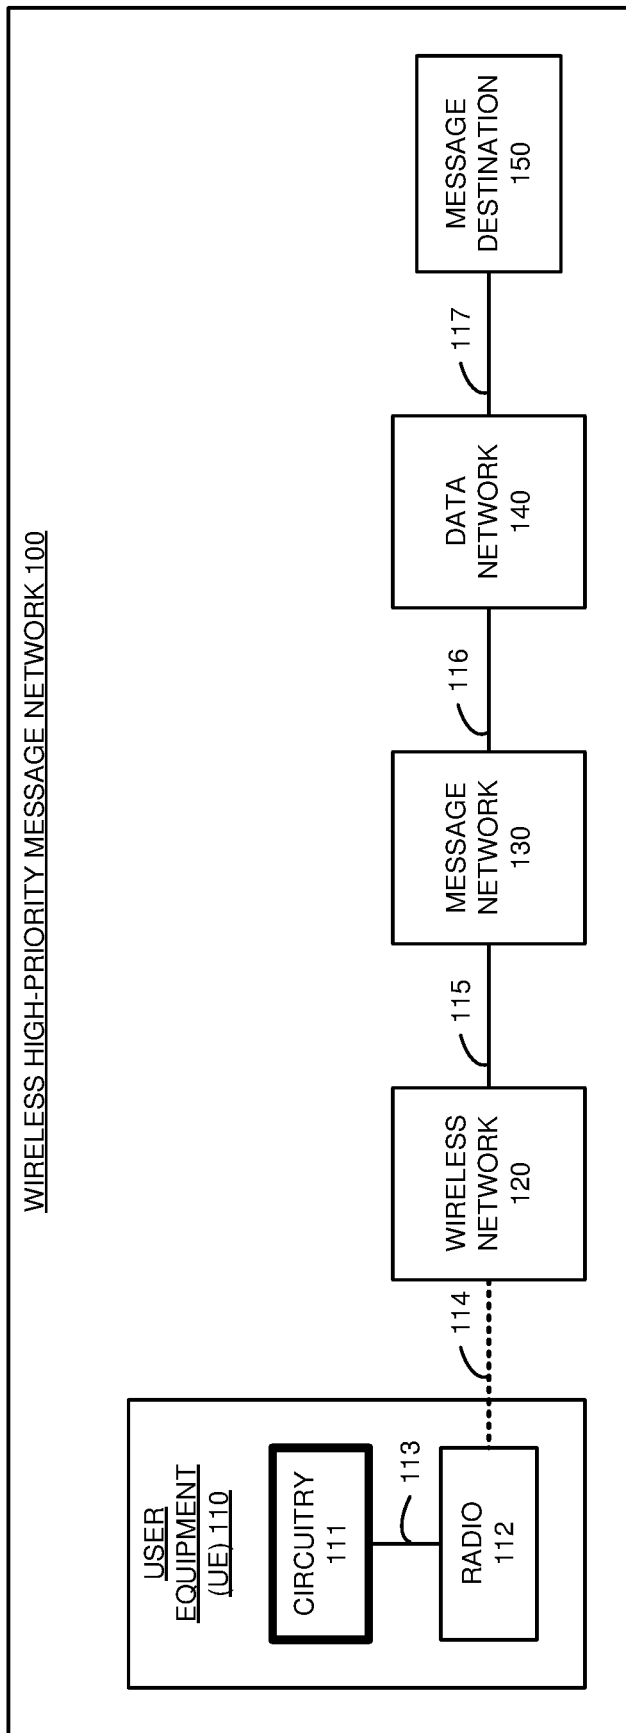 WIRELESS HIGH-PRIORITY MESSAGE NETWORK 100
USER
EQUIPMENT
(UE) 110
CIRCUITRY
111
113
RADIO
112
114
WIRELESS
NETWORK
120
115
MESSAGE
NETWORK
130
116
DATA
NETWORK
140
117
MESSAGE
DESTINATION
150